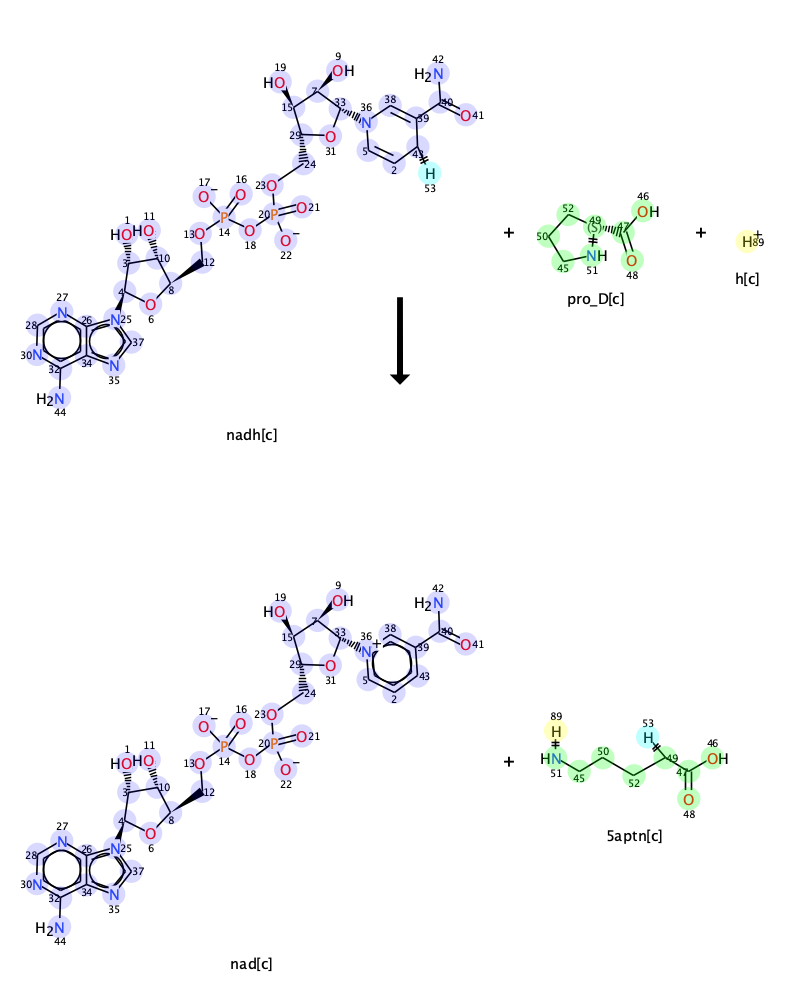 42
H₂N
9
OH
19
HO
7
38
40
15
33
36
39
O 41
N
29
O
31
5
43
24
2
H
53
17
O⁻
16
O
23
O
P
14
20
P
O 21
O
18
O⁻
22
1
HO
11
HO
13
O
3
10
12
4
8
O
6
27
N
28
26
N
25
30 N
37
32
34
N
35
H₂N
44
nadh[c]
+
46
OH
52
49
(S)
47
50
45
NH
51
O
48
pro_D[c]
+
H⁺
89
h[c]
42
H₂N
9
OH
19
HO
7
38
40
15
33
36
N⁺
39
O 41
29
O
31
5
43
24
2
17
O⁻
16
O
23
O
P
14
20
P
O 21
O
18
O⁻
22
1
HO
11
HO
13
O
3
10
12
4
8
O
6
27
N
28
26
N
25
30 N
37
32
34
N
35
H₂N
44
nad[c]
+
89
H
53
H
46
OH
HN
51
50
49
47
45
52
O
48
5aptn[c]